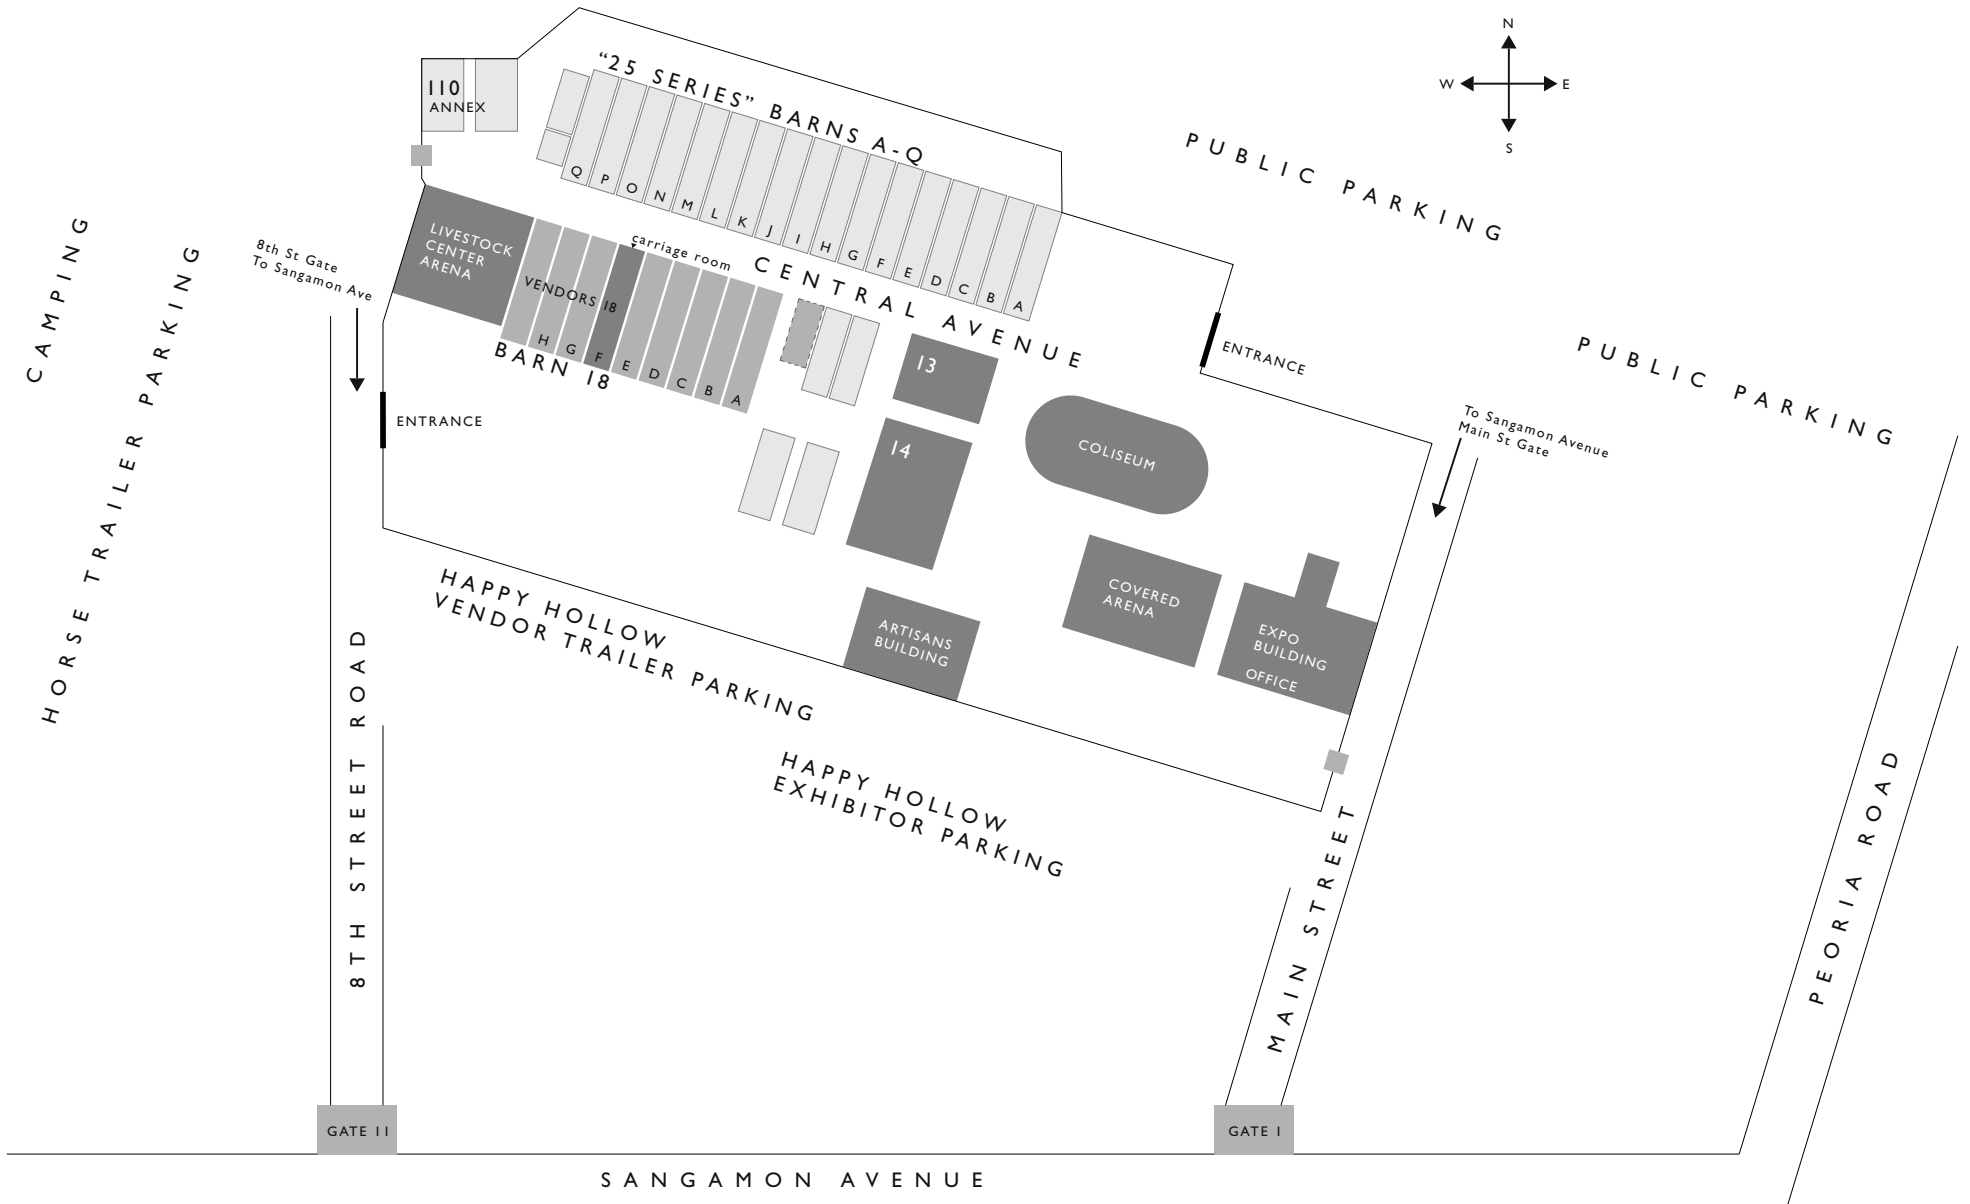 N
W
E
S
110
ANNEX
“25 SERIES” BARNS A-Q
Q
P
O
N
M
L
K
J
I
H
G
F
E
D
C
B
A
PUBLIC PARKING
PUBLIC PARKING
CAMPING
HORSE TRAILER PARKING
8th St Gate
To Sangamon Ave
LIVESTOCK
CENTER
ARENA
carriage room
VENDORS 18
CENTRAL AVENUE
H
G
F
E
D
C
B
A
BARN 18
ENTRANCE
ENTRANCE
13
14
COLISEUM
To Sangamon Avenue
Main St Gate
COVERED
ARENA
ARTISANS
BUILDING
EXPO
BUILDING
OFFICE
HAPPY HOLLOW
VENDOR TRAILER PARKING
HAPPY HOLLOW
EXHIBITOR PARKING
8TH STREET ROAD
MAIN STREET
PEORIA ROAD
GATE 11
GATE 1
SANGAMON AVENUE